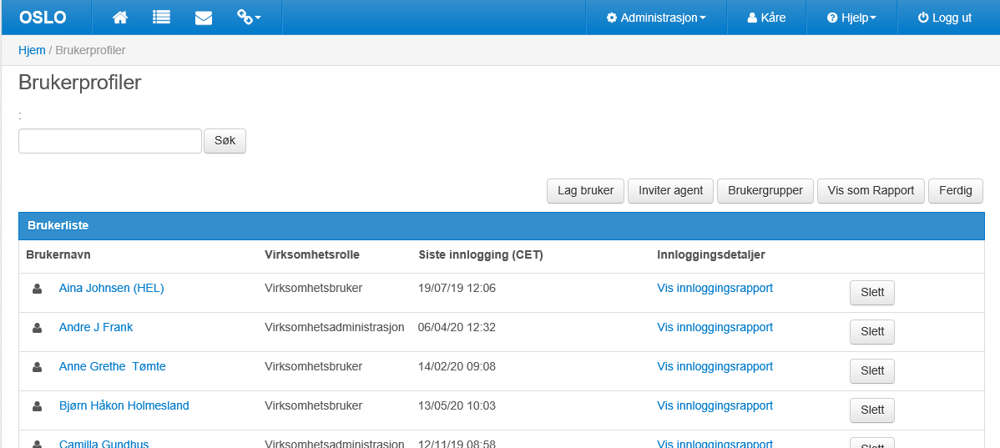 OSLO Administrasjon Kåre Hjelp Logg ut
Hjem / Brukerprofiler
Brukerprofiler
:
Søk
Lag bruker Inviter agent Brukergrupper Vis som Rapport Ferdig
Brukerliste
Brukernavn Virksomhetsrolle Siste innlogging (CET) Innloggingsdetaljer
Aina Johnsen (HEL) Virksomhetsbruker 19/07/19 12:06 Vis innloggingsrapport Slett
Andre J Frank Virksomhetsadministrasjon 06/04/20 12:32 Vis innloggingsrapport Slett
Anne Grethe  Tømte Virksomhetsbruker 14/02/20 09:08 Vis innloggingsrapport Slett
Bjørn Håkon Holmesland Virksomhetsbruker 13/05/20 10:03 Vis innloggingsrapport Slett
Camilla Gundhus Virksomhetsadministrasjon 12/11/19 08:58 Vis innloggingsrapport Slett